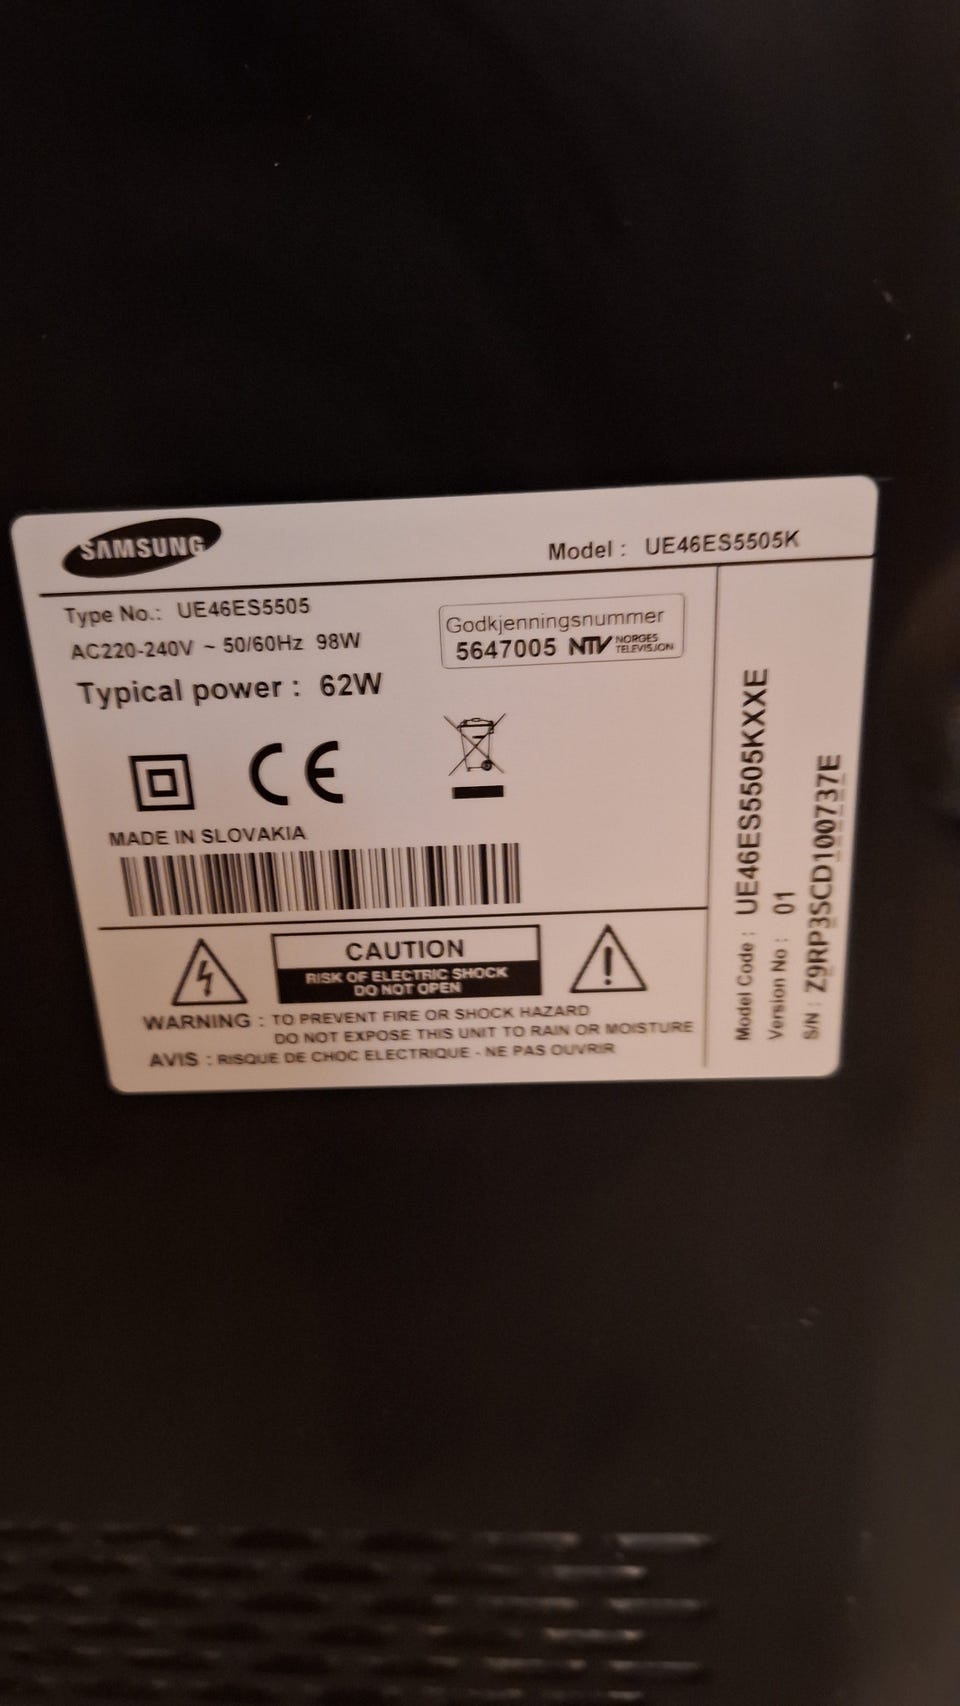 SAMSUNG
Model : UE46ES5505K
Type No.: UE46ES5505
AC220-240V ~ 50/60Hz 98W
Typical power : 62W
Godkjenningsnummer
5647005 NTV NORGES TELEVISJON
CE
MADE IN SLOVAKIA
CAUTION
RISK OF ELECTRIC SHOCK
DO NOT OPEN
WARNING : TO PREVENT FIRE OR SHOCK HAZARD
DO NOT EXPOSE THIS UNIT TO RAIN OR MOISTURE
AVIS : RISQUE DE CHOC ELECTRIQUE - NE PAS OUVRIR
Model Code : UE46ES5505KXXE
Version No : 01
S/N : Z9RP3SCD100737E